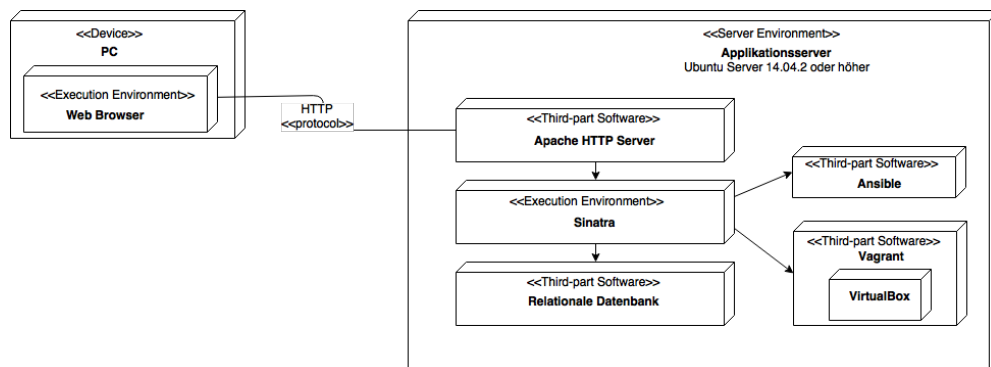 <<Device>>
PC
<<Execution Environment>>
Web Browser
HTTP
<<protocol>>
<<Server Environment>>
Applikationsserver
Ubuntu Server 14.04.2 oder höher
<<Third-part Software>>
Apache HTTP Server
<<Execution Environment>>
Sinatra
<<Third-part Software>>
Relationale Datenbank
<<Third-part Software>>
Ansible
<<Third-part Software>>
Vagrant
VirtualBox